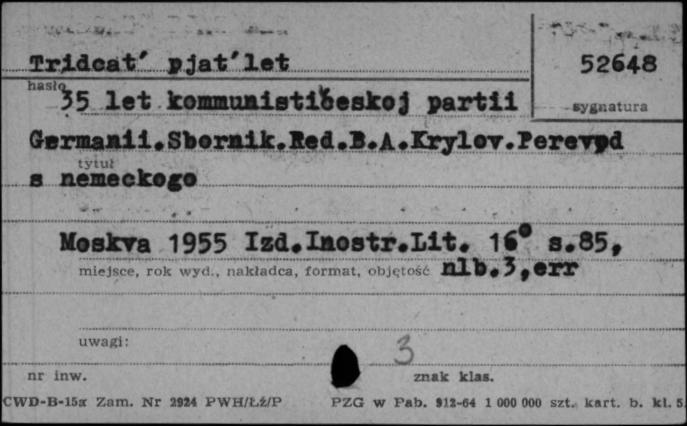 Tridcat' pjat'let
52648
hasło
35 let kommunističeskoj partii
sygnatura
Germanii.Sbornik.Red.B.A.Krylov.Perevod
tytuł
s nemeckogo
Moskva 1955 Izd.Inostr.Lit. 16° s.85,
miejsce, rok wyd., nakładca, format, objętość nlb.3,err
uwagi:
3
nr inw.
znak klas.
CWD-B-15a Zam. Nr 2924 PWH/Łź/P PZG w Pab. 912-64 1 000 000 szt. kart. b. kl. 5